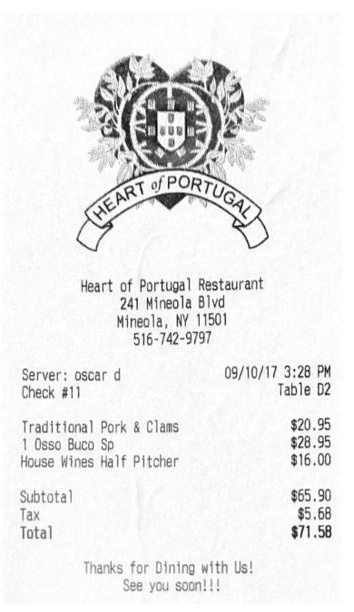 HEART of PORTUGAL
Heart of Portugal Restaurant
241 Mineola Blvd
Mineola, NY 11501
516-742-9797
Server: oscar d 09/10/17 3:28 PM
Check #11 Table D2
Traditional Pork & Clams $20.95
1 Osso Buco Sp $28.95
House Wines Half Pitcher $16.00
Subtotal $65.90
Tax $5.68
Total $71.58
Thanks for Dining with Us!
See you soon!!!